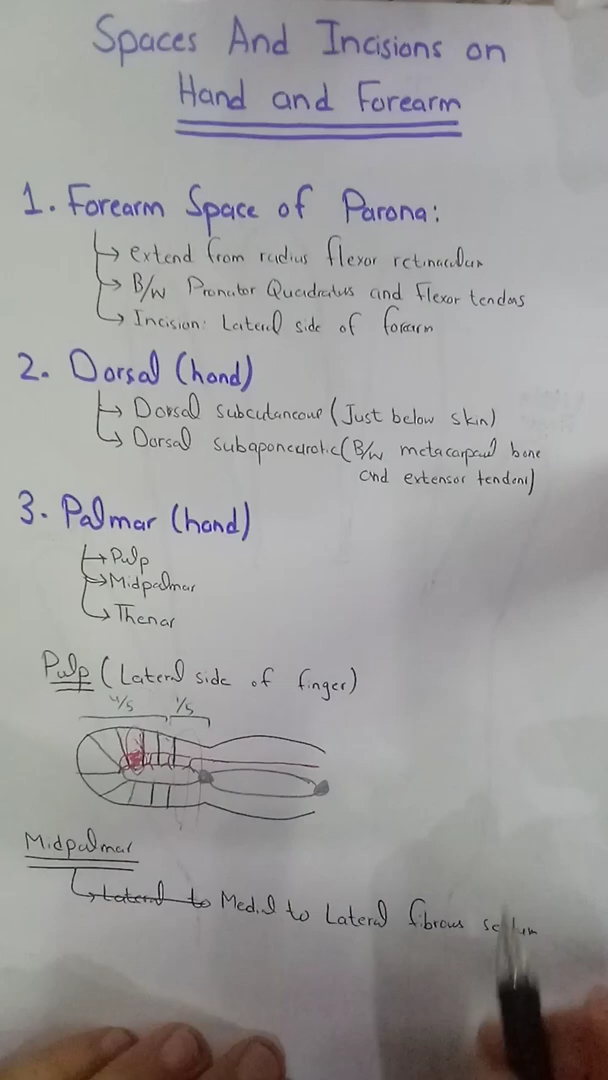 Spaces And Incisions on
Hand and Forearm
1. Forearm Space of Parona:
extend from radius flexor retinacular
B/w Pronator Quadratus and Flexor tendons
Incision: Lateral side of forearm
2. Dorsal (hand)
Dorsal subcutaneous (Just below skin)
Dorsal subaponeurotic (B/w metacarpal bone
and extensor tendons)
3. Palmar (hand)
Pulp
Midpalmar
Thenar
Pulp (Lateral side of finger)
4/5 1/5
Midpalmar
Lateral to Medial to Lateral fibrous